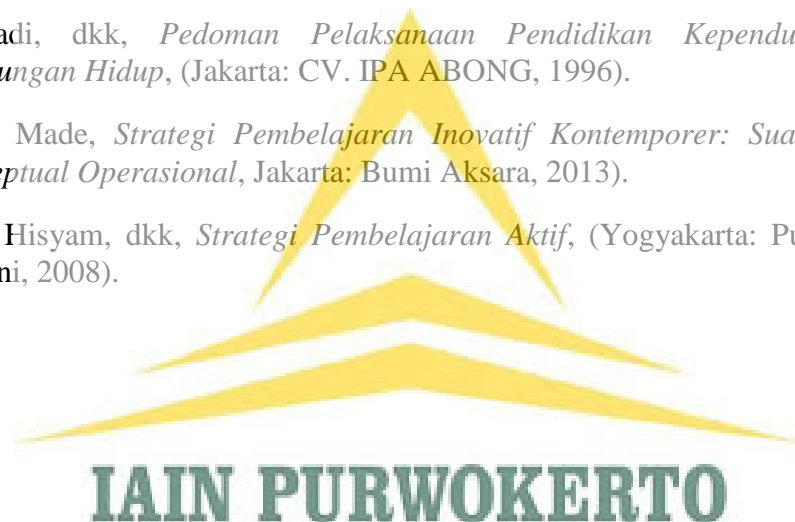 adi, dkk, Pedoman Pelaksanaan Pendidikan Kependu
ungan Hidup, (Jakarta: CV. IPA ABONG, 1996).
Made, Strategi Pembelajaran Inovatif Kontemporer: Sua
eptual Operasional, Jakarta: Bumi Aksara, 2013).
Hisyam, dkk, Strategi Pembelajaran Aktif, (Yogyakarta: Pu
ni, 2008).
IAIN PURWOKERTO